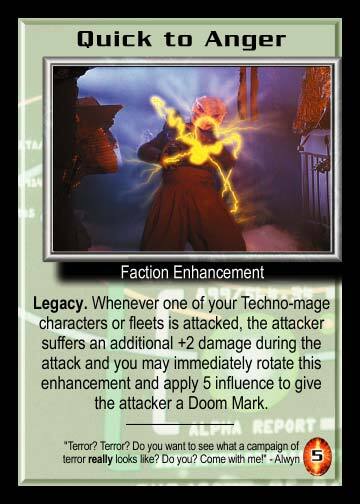 Quick to Anger
Faction Enhancement
Legacy. Whenever one of your Techno-mage
characters or fleets is attacked, the attacker
suffers an additional +2 damage during the
attack and you may immediately rotate this
enhancement and apply 5 influence to give
the attacker a Doom Mark.
ALPHA REPORT
"Terror? Terror? Do you want to see what a campaign of
terror really looks like? Do you? Come with me!" - Alwyn
5